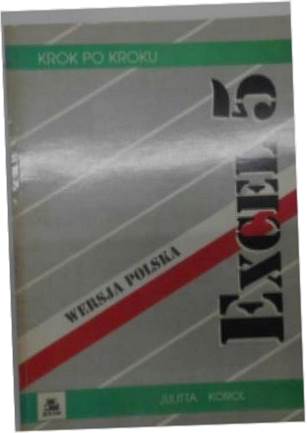 KROK PO KROKU
EXCEL 5
WERSJA POLSKA
JULITTA KOROL